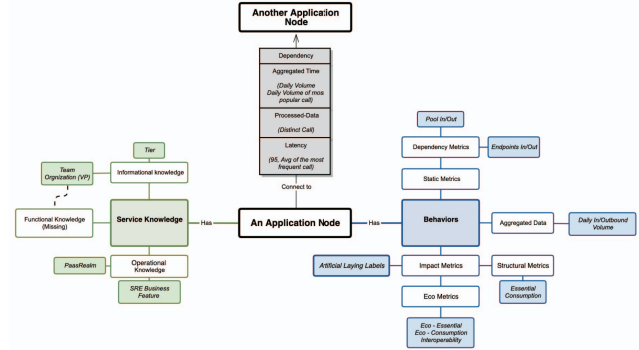 Another Application
Node
Dependency
Aggregated Time
(Daily Volume
Daily Volume of mos
popular call)
Processed-Data
(Distinct Call)
Latency
(95, Avg of the most
frequent call)
Connect to
An Application Node
Has
Service Knowledge
Tier
Informational knowledge
Team
Orgnization (VP)
Functional Knowledge
(Missing)
PaasRealm
Operational
Knowledge
SRE Business
Feature
Has
Behaviors
Pool In/Out
Dependency Metrics
Endpoints In/Out
Static Metrics
Aggregated Data
Daily In/Outbound
Volume
Artificial Laying Labels
Impact Metrics
Structural Metrics
Essential
Consumption
Eco Metrics
Eco - Essential
Eco - Consumption
Interoperability